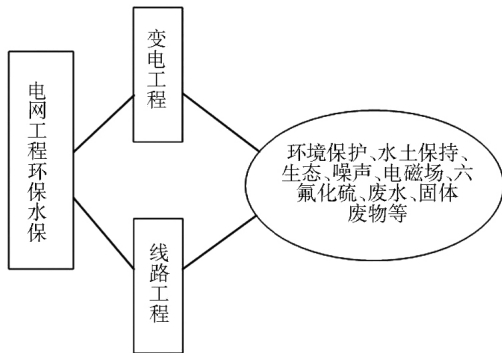 电网工程环保水保
变电工程
线路工程
环境保护、水土保持、
生态、噪声、电磁场、六
氟化硫、废水、固体
废物等